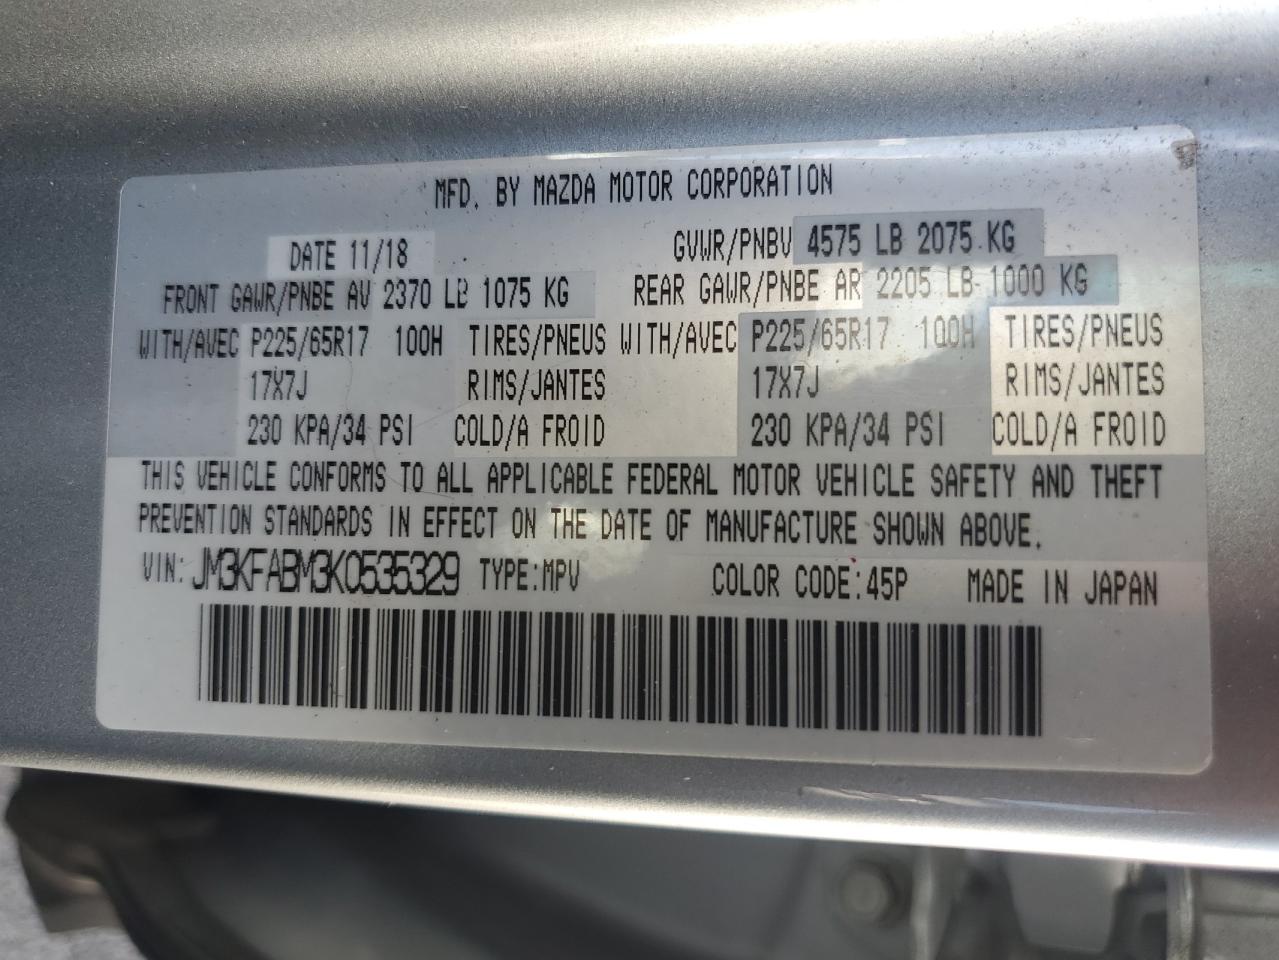 MFD. BY MAZDA MOTOR CORPORATION
DATE 11/18 GVWR/PNBV 4575 LB 2075 KG
FRONT GAWR/PNBE AV 2370 LB 1075 KG REAR GAWR/PNBE AR 2205 LB 1000 KG
WITH/AVEC P225/65R17 100H TIRES/PNEUS WITH/AVEC P225/65R17 100H TIRES/PNEUS
17X7J RIMS/JANTES 17X7J RIMS/JANTES
230 KPA/34 PSI COLD/A FROID 230 KPA/34 PSI COLD/A FROID
THIS VEHICLE CONFORMS TO ALL APPLICABLE FEDERAL MOTOR VEHICLE SAFETY AND THEFT
PREVENTION STANDARDS IN EFFECT ON THE DATE OF MANUFACTURE SHOWN ABOVE.
VIN: JM3KFABM3K0535329 TYPE:MPV COLOR CODE:45P MADE IN JAPAN